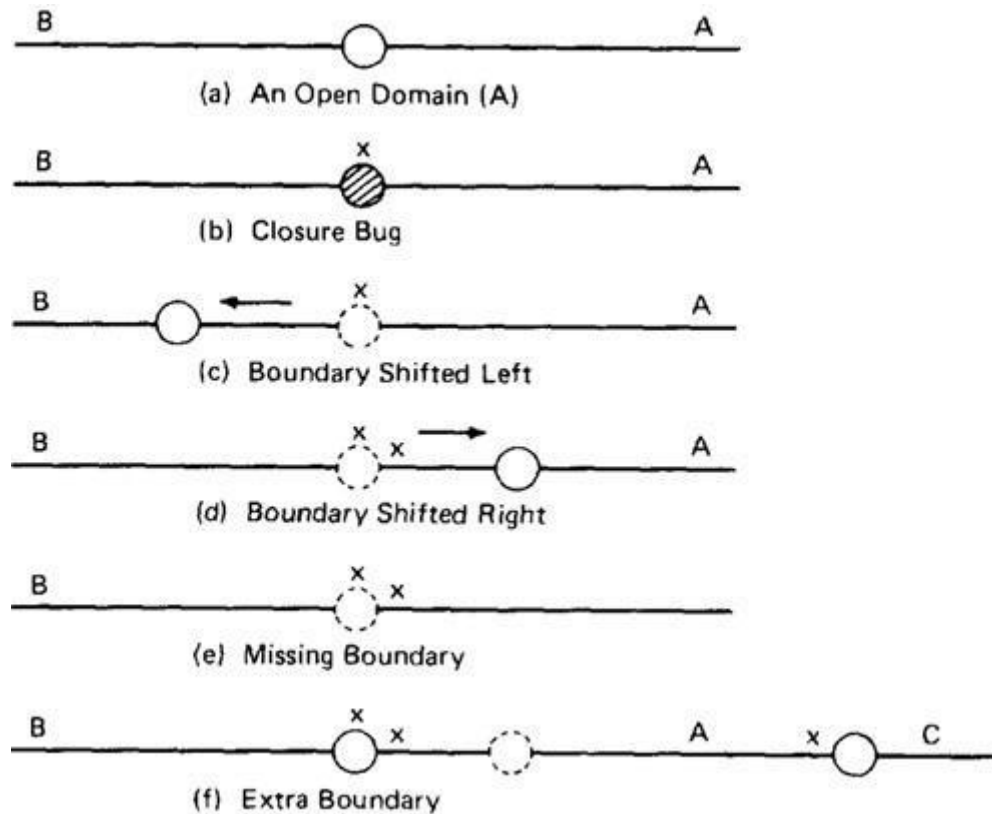 B A
(a) An Open Domain (A)
x
B A
(b) Closure Bug
x
B A
(c) Boundary Shifted Left
x x
B A
(d) Boundary Shifted Right
x x
B
(e) Missing Boundary
x x x
B A C
(f) Extra Boundary